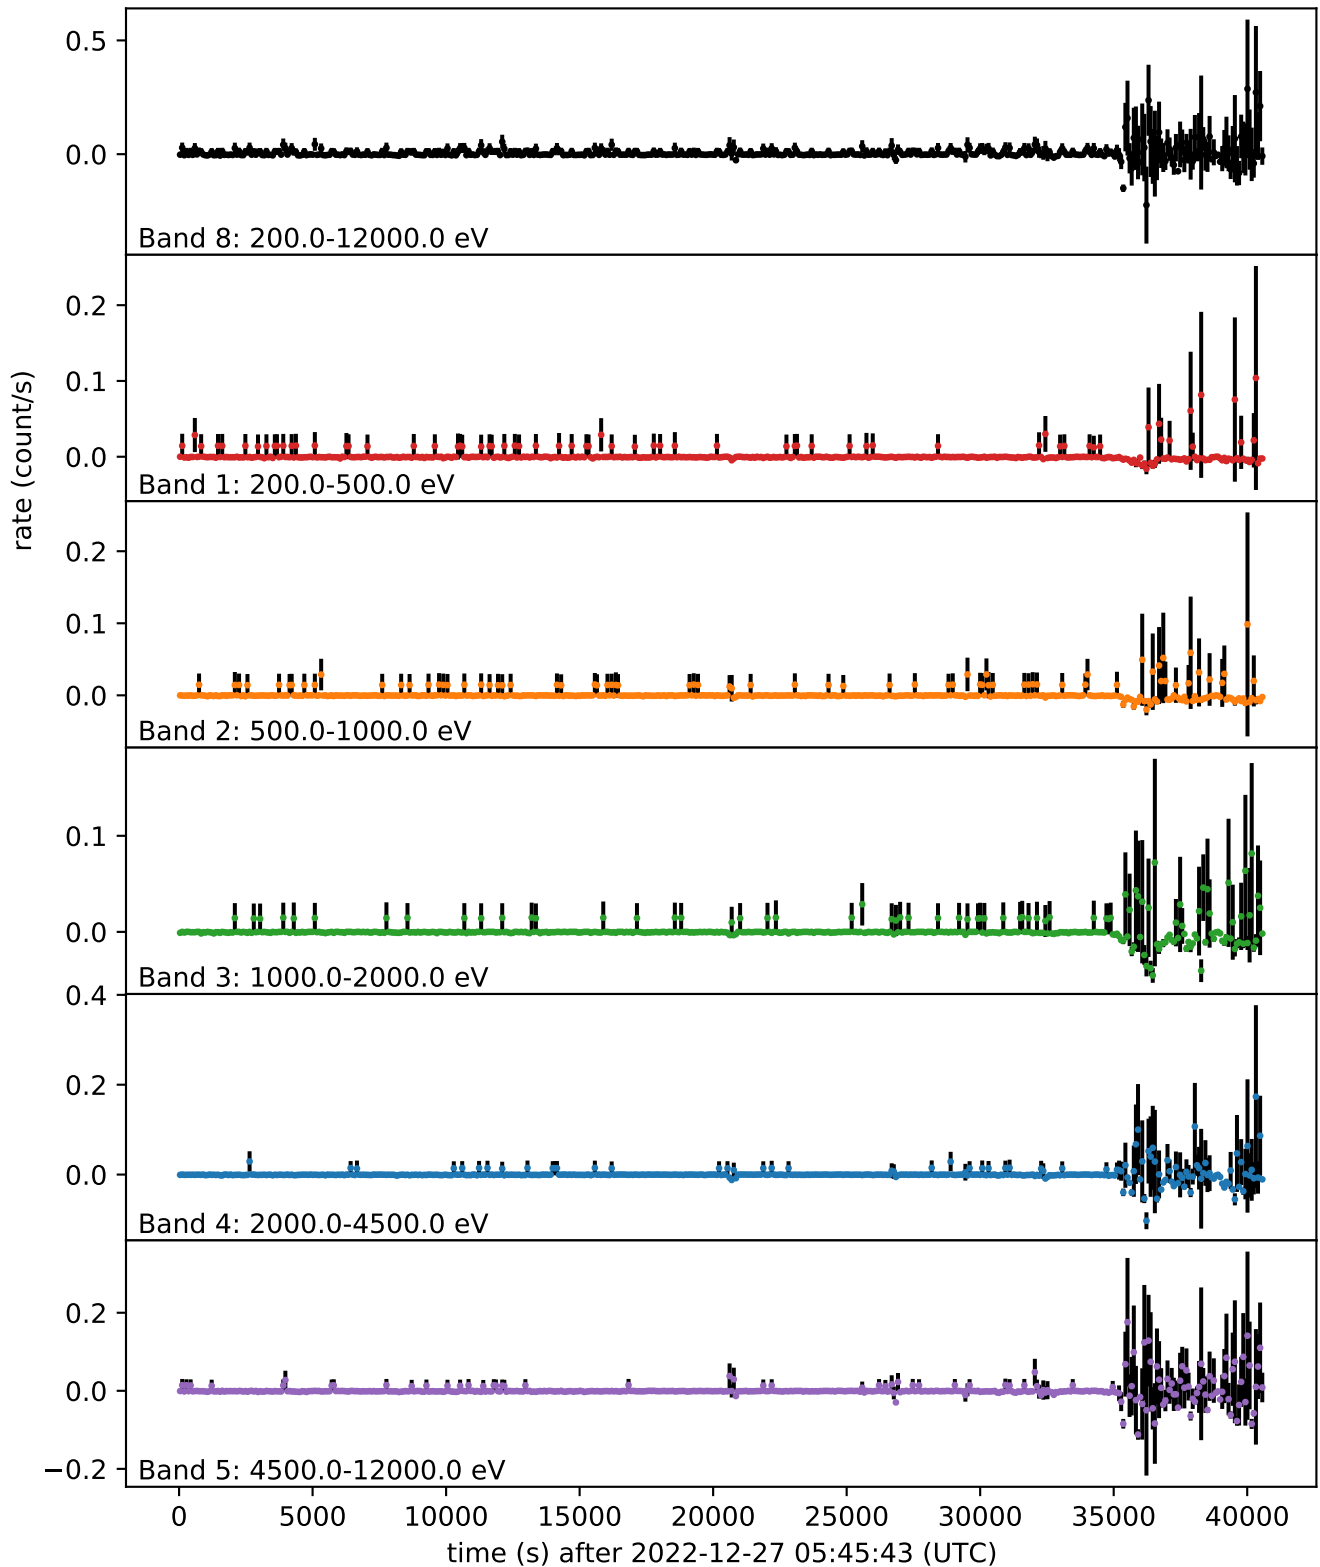 0.5
0.0
Band 8: 200.0-12000.0 eV
0.2
0.1
0.0
Band 1: 200.0-500.0 eV
rate (count/s)
0.2
0.1
0.0
Band 2: 500.0-1000.0 eV
0.1
0.0
Band 3: 1000.0-2000.0 eV
0.4
0.2
0.0
Band 4: 2000.0-4500.0 eV
0.2
0.0
−0.2
Band 5: 4500.0-12000.0 eV
0 5000 10000 15000 20000 25000 30000 35000 40000
time (s) after 2022-12-27 05:45:43 (UTC)